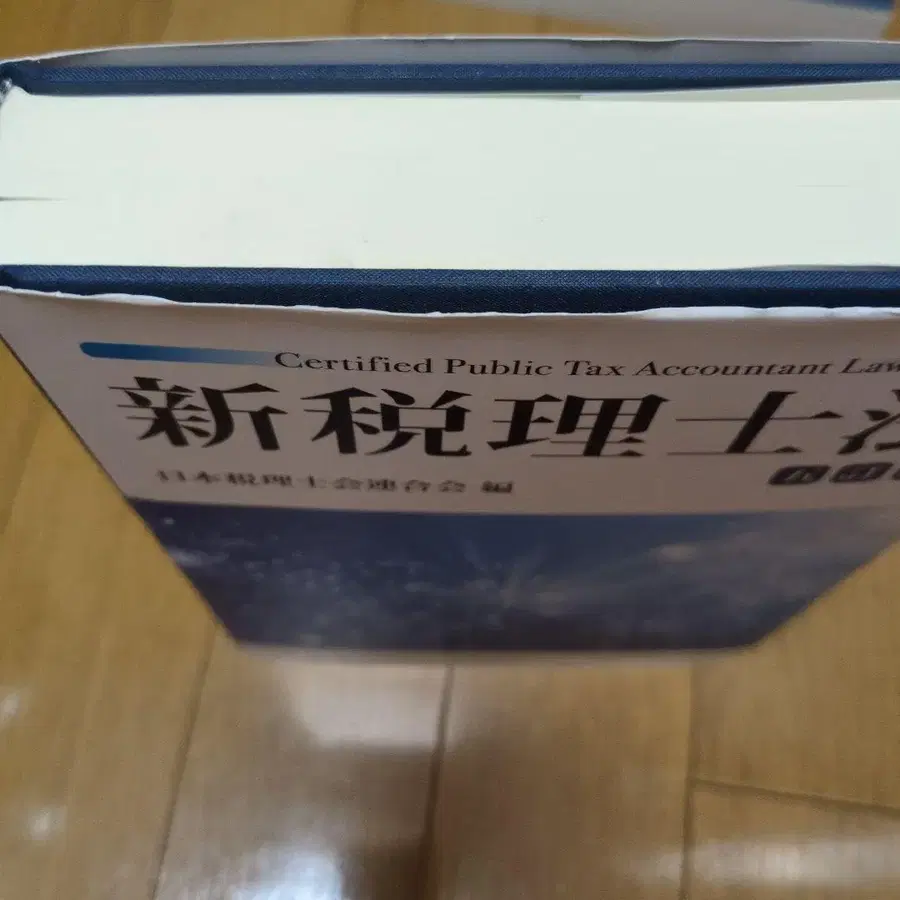 Certified Public Tax Accountant Law
新税理士法
日本税理士会連合会 編